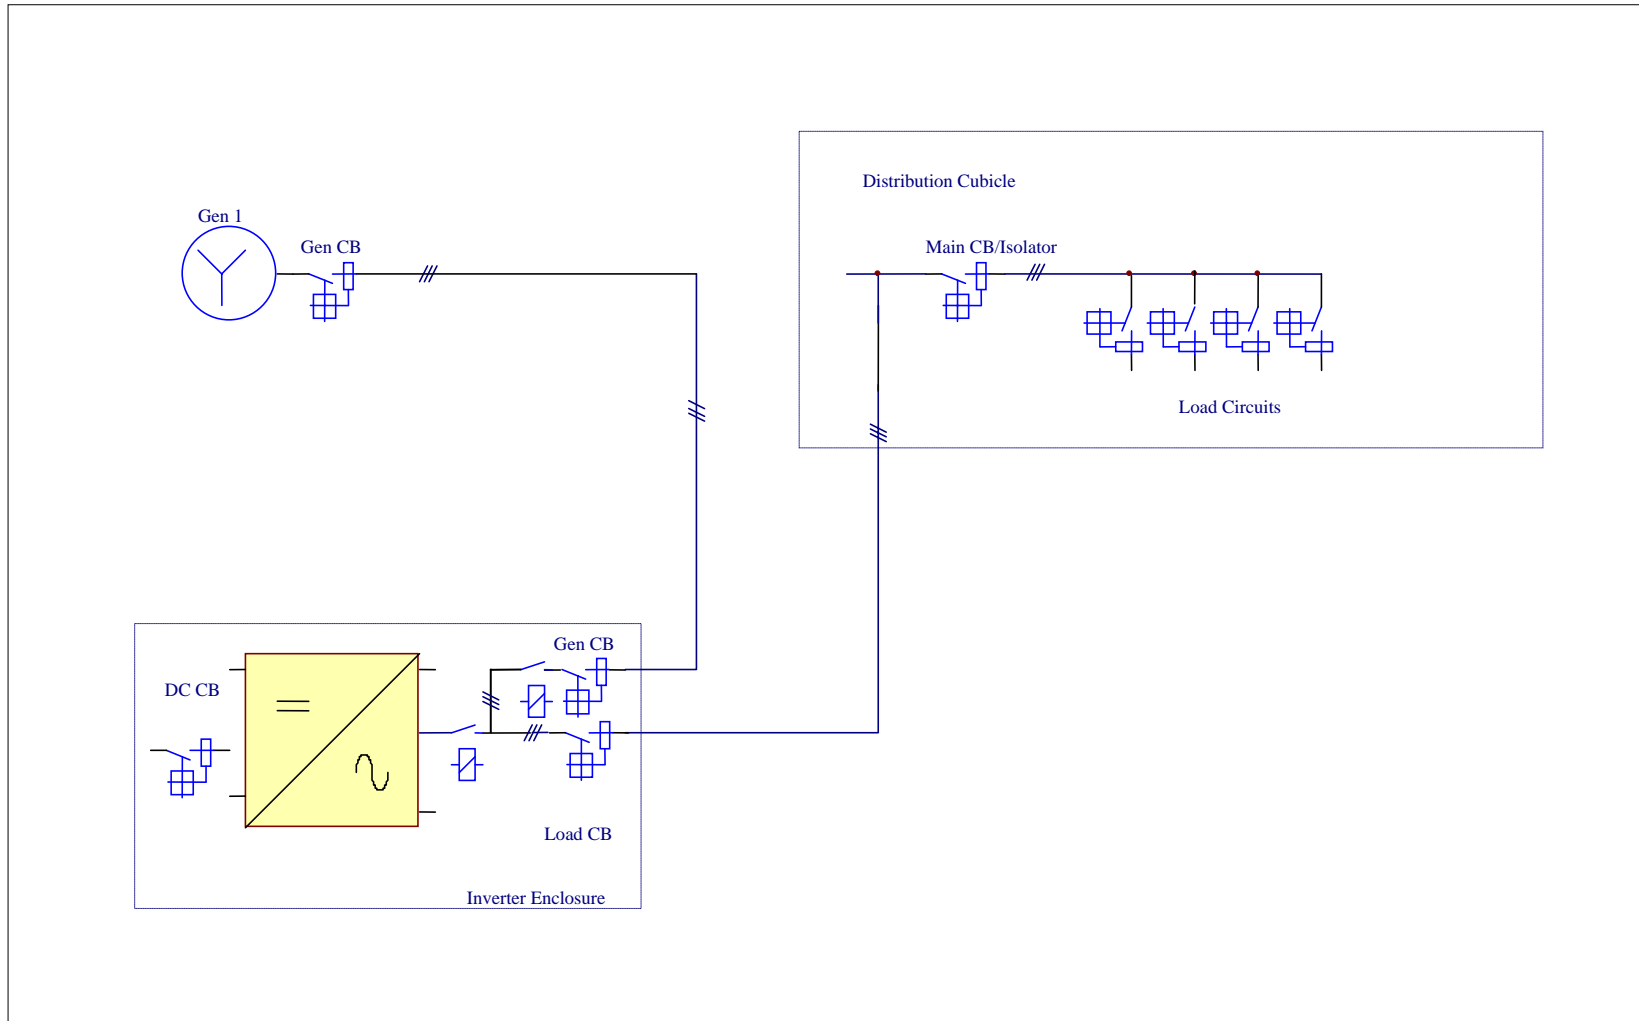 Distribution Cubicle
Gen 1
Gen CB
Main CB/Isolator
Load Circuits
Gen CB
DC CB
Load CB
Inverter Enclosure